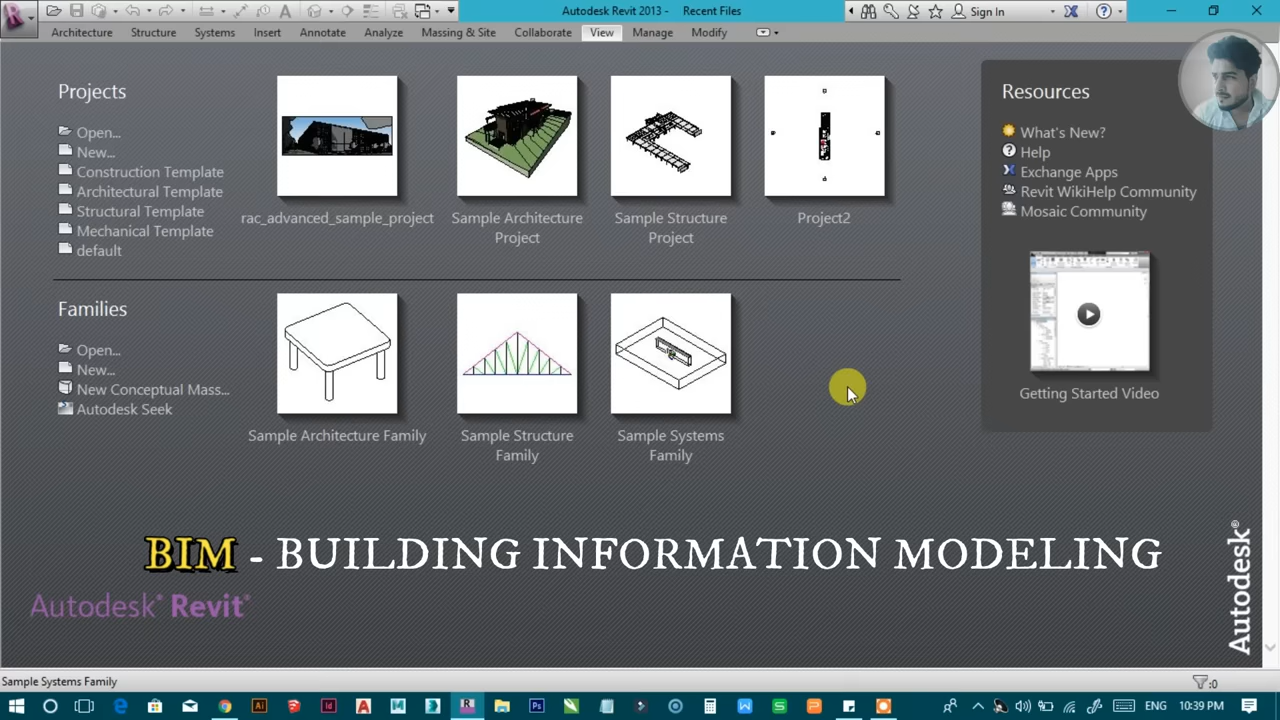 Autodesk Revit 2013 - Recent Files
Sign In
Architecture Structure Systems Insert Annotate Analyze Massing & Site Collaborate View Manage Modify
Projects
Open...
New...
Construction Template
Architectural Template
Structural Template
Mechanical Template
default
rac_advanced_sample_project
Sample Architecture
Project
Sample Structure
Project
Project2
Families
Open...
New...
New Conceptual Mass...
Autodesk Seek
Sample Architecture Family
Sample Structure
Family
Sample Systems
Family
Resources
What's New?
Help
Exchange Apps
Revit WikiHelp Community
Mosaic Community
Getting Started Video
BIM - BUILDING INFORMATION MODELING
Autodesk® Revit®
Autodesk®
Sample Systems Family
:0
ENG 10:39 PM